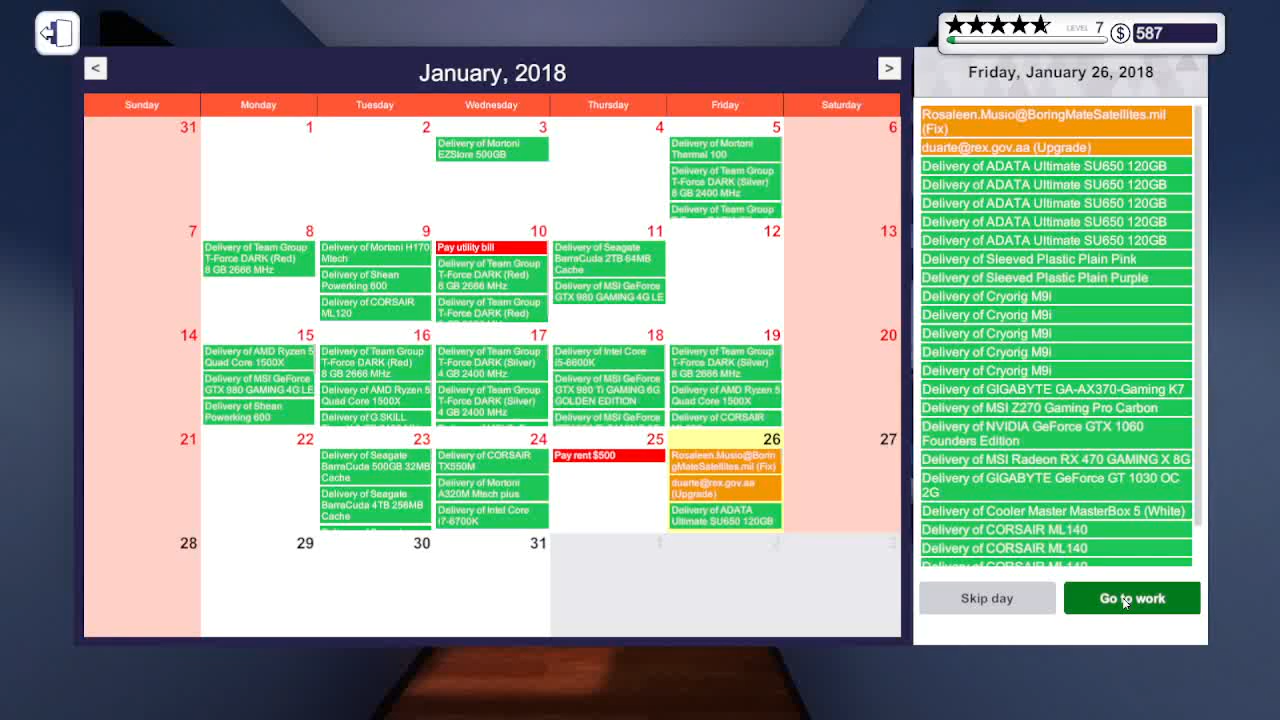 LEVEL 7
$ 587
<
January, 2018
>
Sunday
Monday
Tuesday
Wednesday
Thursday
Friday
Saturday
31
1
2
3
Delivery of Mortoni
EZStore 500GB
4
5
Delivery of Mortoni
Thermal 100
Delivery of Team Group
T-Force DARK (Silver)
8 GB 2400 MHz
Delivery of Team Group
6
7
8
Delivery of Team Group
T-Force DARK (Red)
8 GB 2666 MHz
9
Delivery of Mortoni H170
Mtech
Delivery of Shean
Powerking 600
Delivery of CORSAIR
ML120
10
Pay utility bill
Delivery of Team Group
T-Force DARK (Red)
8 GB 2666 MHz
Delivery of Team Group
T-Force DARK (Red)
8 GB 2666 MHz
11
Delivery of Seagate
BarraCuda 2TB 64MB
Cache
Delivery of MSI GeForce
GTX 980 GAMING 4G LE
12
13
14
15
Delivery of AMD Ryzen 5
Quad Core 1500X
Delivery of MSI GeForce
GTX 980 GAMING 4G LE
Delivery of Shean
Powerking 600
16
Delivery of Team Group
T-Force DARK (Red)
8 GB 2666 MHz
Delivery of AMD Ryzen 5
Quad Core 1500X
Delivery of G.SKILL
17
Delivery of Team Group
T-Force DARK (Silver)
4 GB 2400 MHz
Delivery of Team Group
T-Force DARK (Silver)
4 GB 2400 MHz
18
Delivery of Intel Core
i5-6600K
Delivery of MSI GeForce
GTX 980 Ti GAMING 6G
GOLDEN EDITION
Delivery of MSI GeForce
19
Delivery of Team Group
T-Force DARK (Silver)
8 GB 2666 MHz
Delivery of AMD Ryzen 5
Quad Core 1500X
Delivery of CORSAIR
20
21
22
23
Delivery of Seagate
BarraCuda 500GB 32MB
Cache
Delivery of Seagate
BarraCuda 4TB 256MB
Cache
24
Delivery of CORSAIR
TX550M
Delivery of Mortoni
A320M Mtech plus
Delivery of Intel Core
i7-6700K
25
Pay rent $500
26
Rosaleen.Musio@Borin
gMateSatellites.mil (Fix)
duarte@rex.gov.aa
(Upgrade)
Delivery of ADATA
Ultimate SU650 120GB
27
28
29
30
31
1
2
3
Friday, January 26, 2018
Rosaleen.Musio@BoringMateSatellites.mil
(Fix)
duarte@rex.gov.aa (Upgrade)
Delivery of ADATA Ultimate SU650 120GB
Delivery of ADATA Ultimate SU650 120GB
Delivery of ADATA Ultimate SU650 120GB
Delivery of ADATA Ultimate SU650 120GB
Delivery of ADATA Ultimate SU650 120GB
Delivery of Sleeved Plastic Plain Pink
Delivery of Sleeved Plastic Plain Purple
Delivery of Cryorig M9i
Delivery of Cryorig M9i
Delivery of Cryorig M9i
Delivery of Cryorig M9i
Delivery of Cryorig M9i
Delivery of GIGABYTE GA-AX370-Gaming K7
Delivery of MSI Z270 Gaming Pro Carbon
Delivery of NVIDIA GeForce GTX 1060
Founders Edition
Delivery of MSI Radeon RX 470 GAMING X 8G
Delivery of GIGABYTE GeForce GT 1030 OC
2G
Delivery of Cooler Master MasterBox 5 (White)
Delivery of CORSAIR ML140
Delivery of CORSAIR ML140
Delivery of CORSAIR ML140
Skip day
Go to work